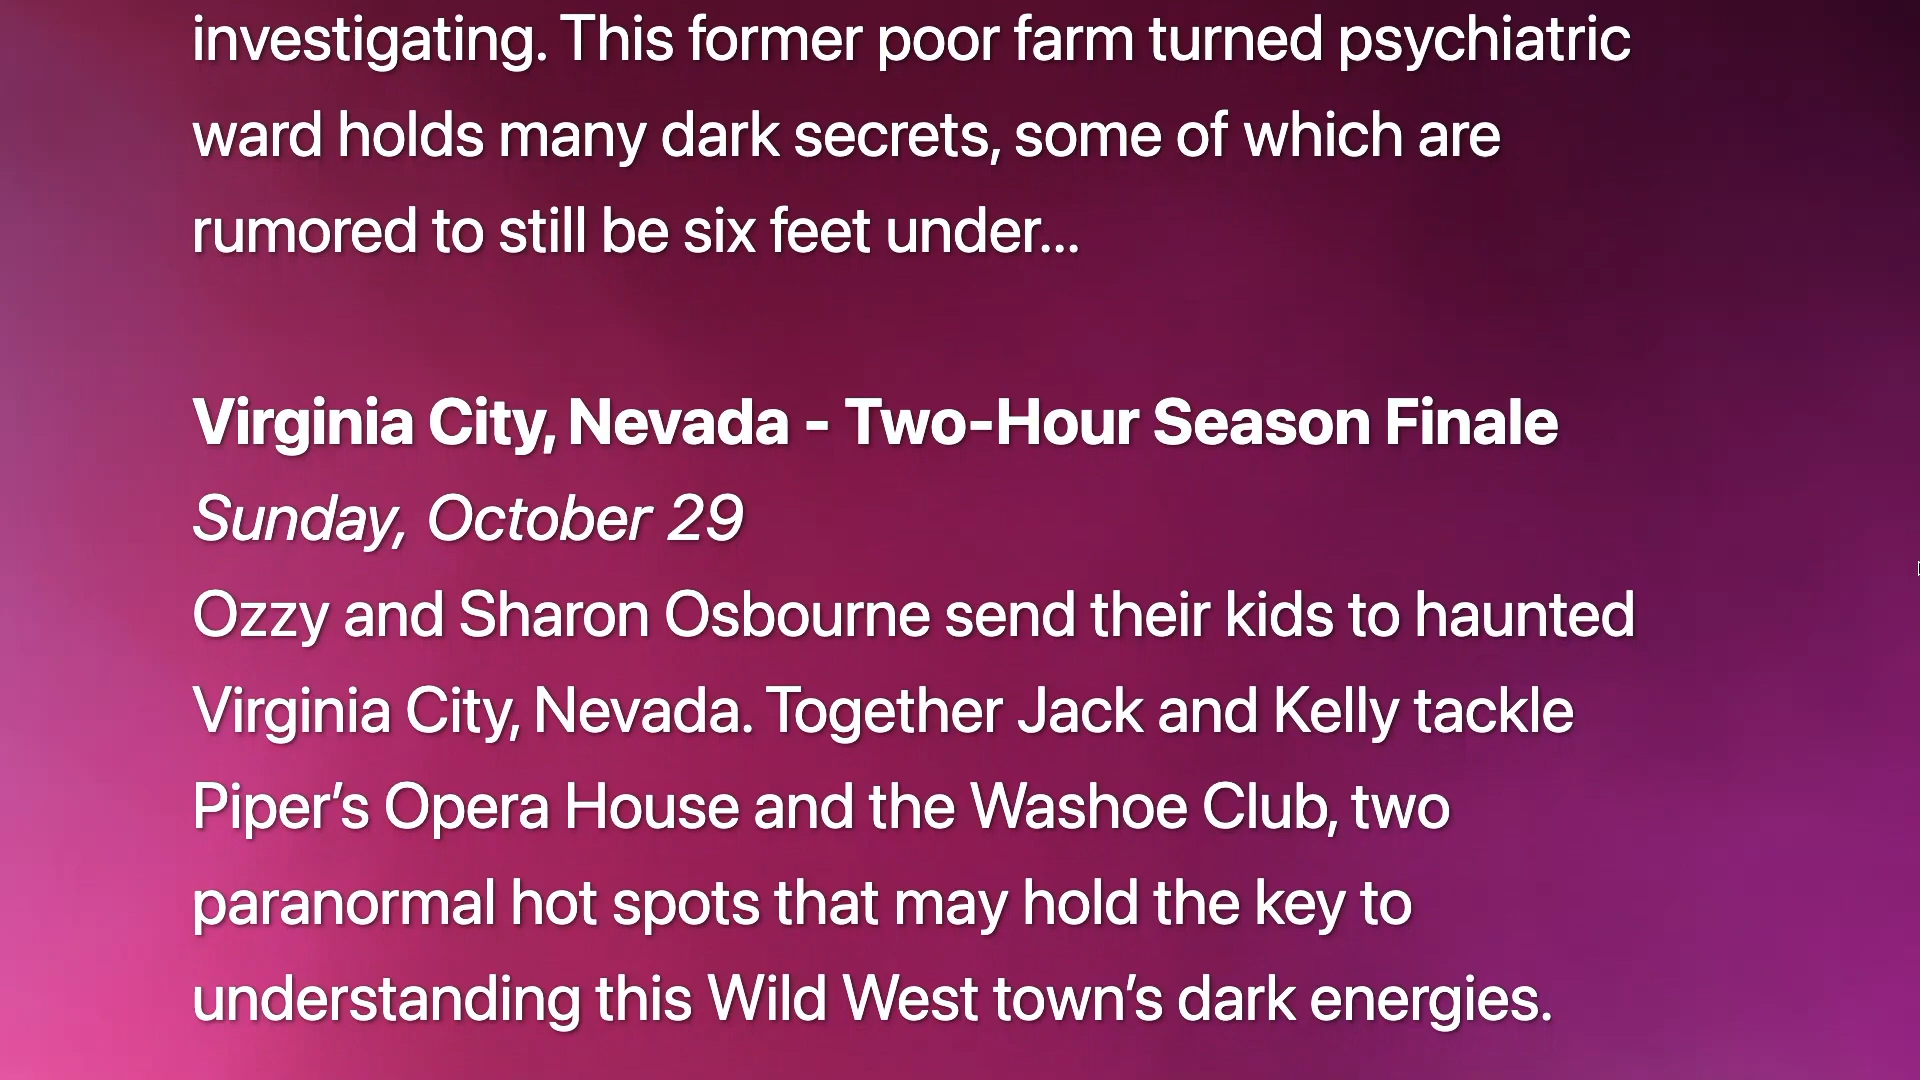 investigating. This former poor farm turned psychiatric
ward holds many dark secrets, some of which are
rumored to still be six feet under...
Virginia City, Nevada - Two-Hour Season Finale
Sunday, October 29
Ozzy and Sharon Osbourne send their kids to haunted
Virginia City, Nevada. Together Jack and Kelly tackle
Piper’s Opera House and the Washoe Club, two
paranormal hot spots that may hold the key to
understanding this Wild West town’s dark energies.